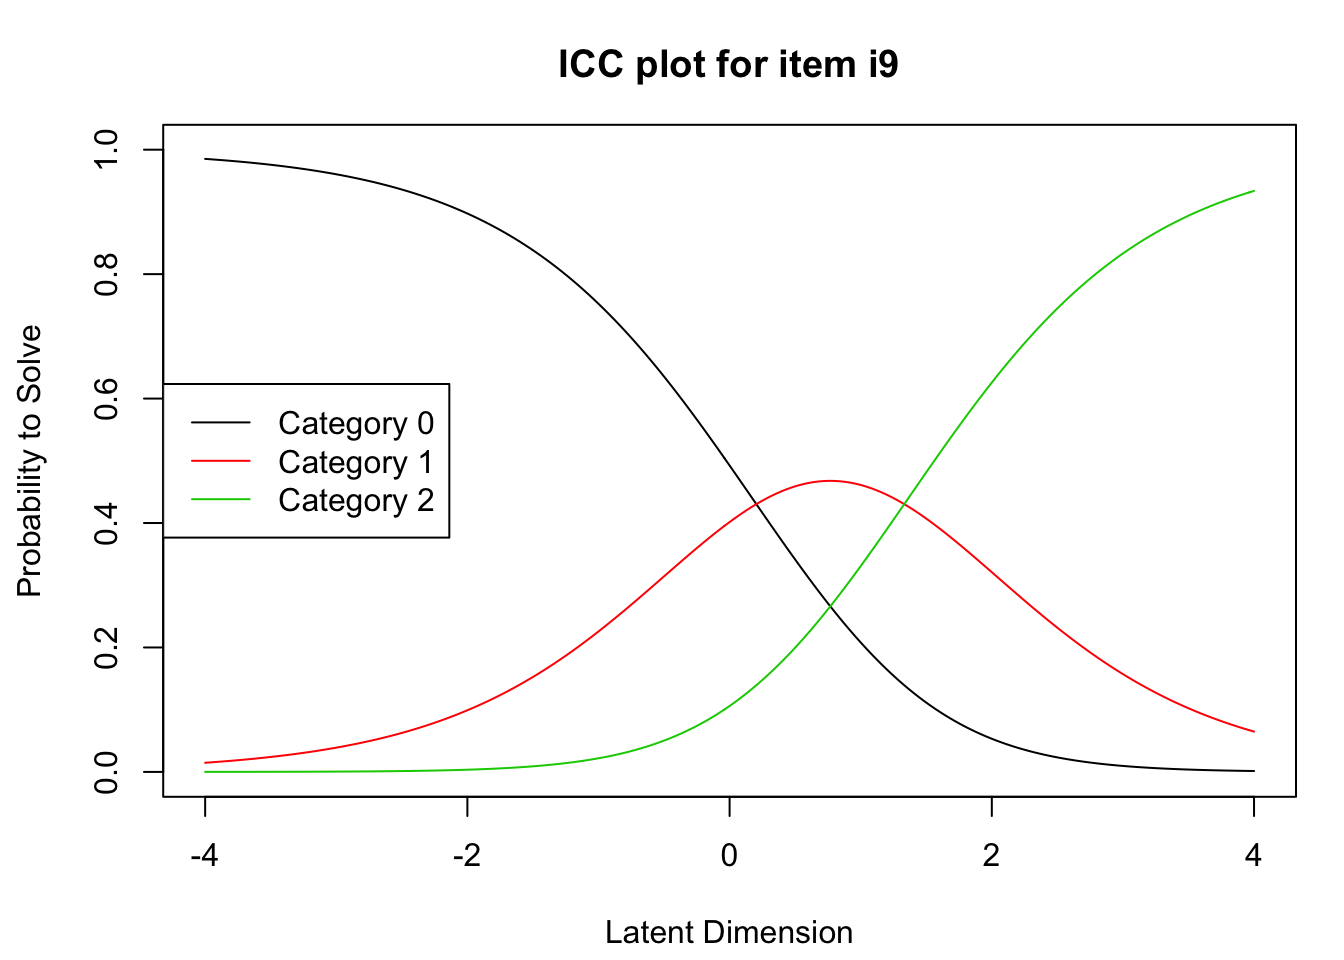 ICC plot for item i9
Probability to Solve
1.0
0.8
0.6
0.4
0.2
0.0
Category 0
Category 1
Category 2
-4 -2 0 2 4
Latent Dimension